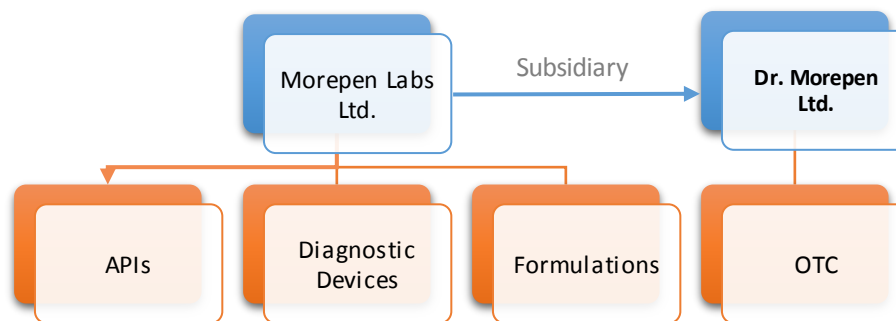 Morepen Labs
Ltd.
Subsidiary
Dr. Morepen
Ltd.
APIs
Diagnostic
Devices
Formulations
OTC